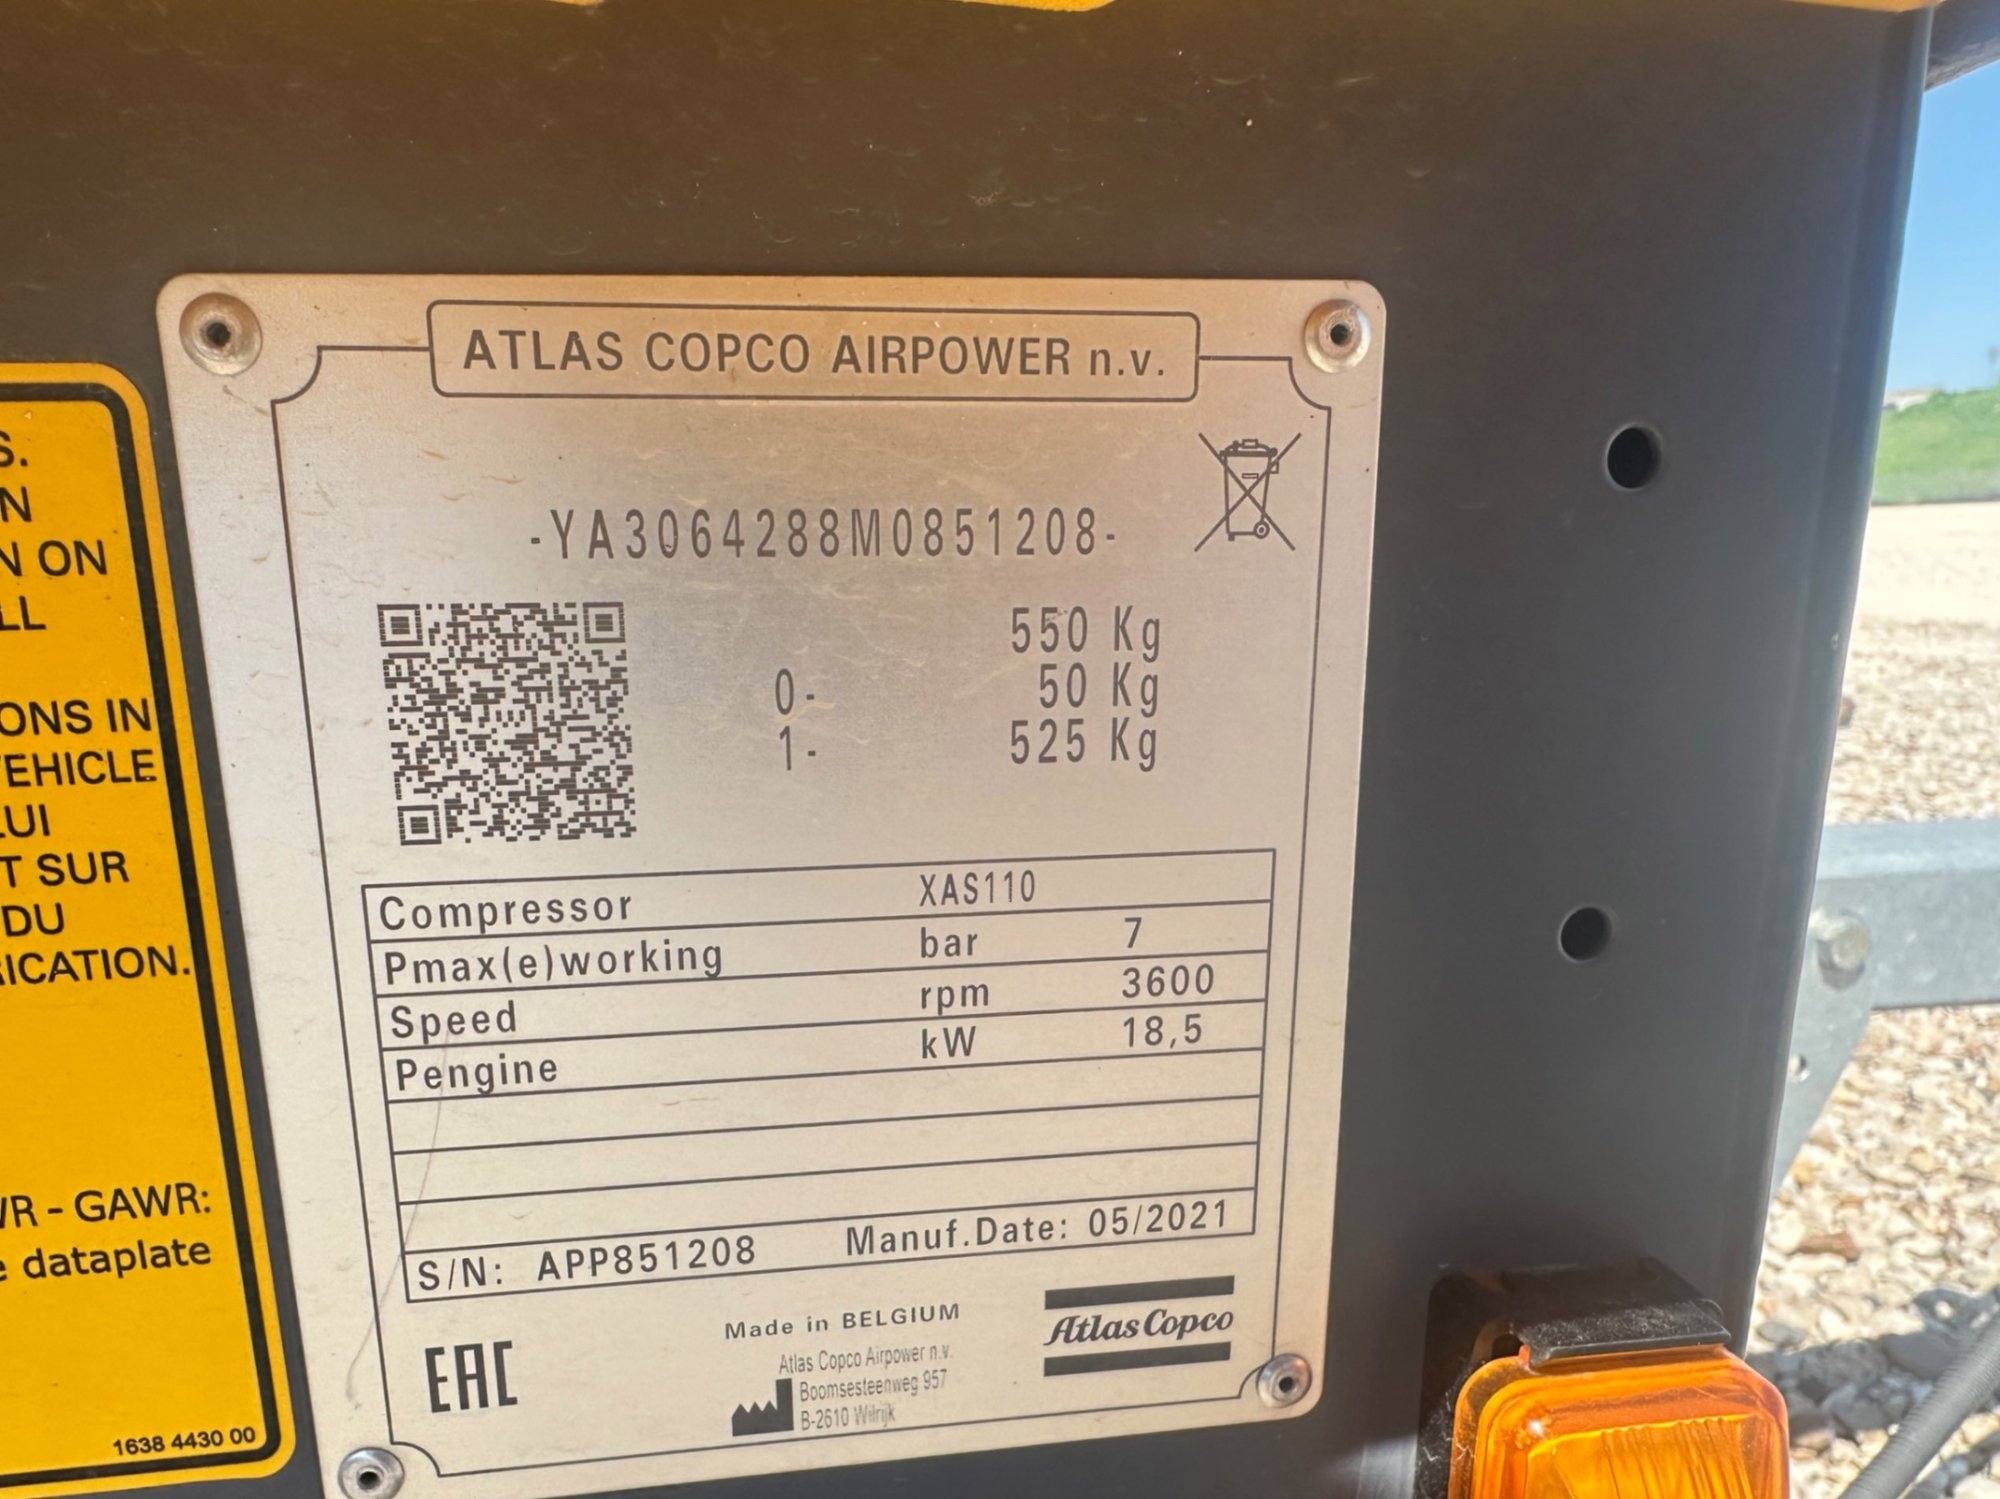 ATLAS COPCO AIRPOWER n.v.
-YA3064288M0851208-
550 Kg
0- 50 Kg
1- 525 Kg
Compressor XAS110
Pmax(e)working bar 7
Speed rpm 3600
Pengine kW 18,5
S/N: APP851208 Manuf.Date: 05/2021
Made in BELGIUM
Atlas Copco Airpower n.v.
Boomsesteenweg 957
B-2610 Wilrijk
EAC
Atlas Copco
S.
N
N ON
LL
ONS IN
VEHICLE
LUI
T SUR
DU
RICATION.
WR - GAWR:
e dataplate
1638 4430 00